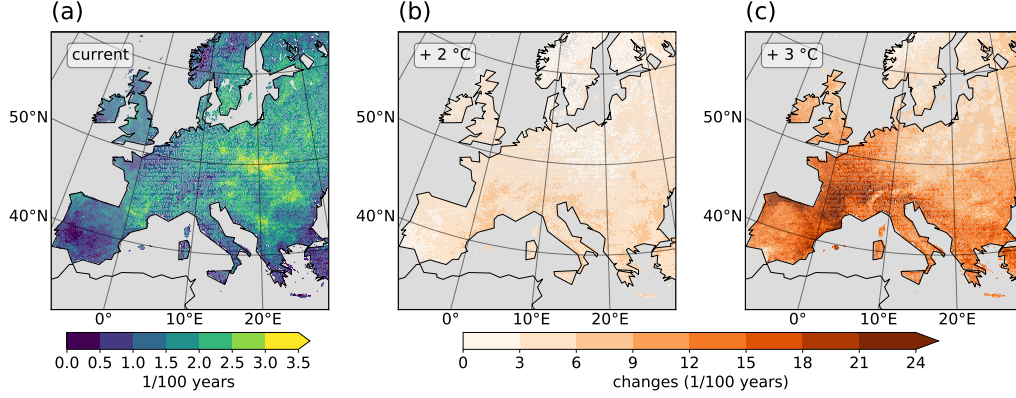 (a)
(b)
(c)
current
+ 2 °C
+ 3 °C
50°N
40°N
0°
10°E
20°E
50°N
40°N
0°
10°E
20°E
50°N
40°N
0°
10°E
20°E
0.0 0.5 1.0 1.5 2.0 2.5 3.0 3.5
1/100 years
0 3 6 9 12 15 18 21 24
changes (1/100 years)